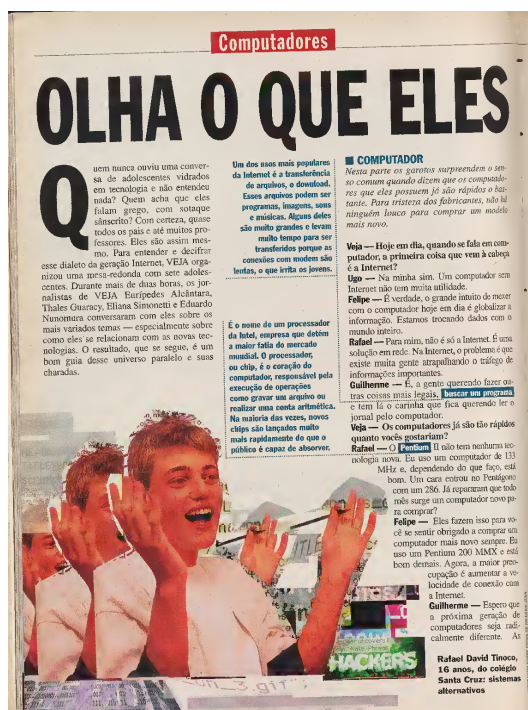 Computadores
OLHA O QUE ELES
Quem nunca ouviu uma conver-
sa de adolescentes vidrados
em tecnologia e não entendeu
nada? Quem acha que eles
falam grego, com sotaque
sânscrito? Com certeza, quase
todos os pais e até muitos pro-
fessores. Eles são assim mes-
mo. Para entender e decifrar
esse dialeto da geração Internet, VEJA orga-
nizou uma mesa-redonda com sete adoles-
centes. Durante mais de duas horas, os jor-
nalistas de VEJA Eurípedes Alcântara,
Thales Guaracy, Eliana Simonetti e Eduardo
Nunomura conversaram com eles sobre os
mais variados temas — especialmente sobre
como eles se relacionam com as novas tec-
nologias. O resultado, que se segue, é um
bom guia desse universo paralelo e suas
charadas.
Um dos usos mais populares
da Internet é a transferência
de arquivos, o download.
Esses arquivos podem ser
programas, imagens, sons
e músicas. Alguns deles
são muito grandes e levam
muito tempo para ser
transferidos porque as
conexões com modem são
lentas, o que irrita os jovens.
É o nome de um processador
da Intel, empresa que detém
a maior fatia do mercado
mundial. O processador,
ou chip, é o coração do
computador, responsável pela
execução de operações
como gravar um arquivo ou
realizar uma conta aritmética.
Na maioria das vezes, novos
chips são lançados muito
mais rapidamente do que o
público é capaz de absorver.
COMPUTADOR
Nesta parte os garotos surpreendem o sen-
so comum quando dizem que os computado-
res que eles possuem já são rápidos o bas-
tante. Para tristeza dos fabricantes, não há
ninguém louco para comprar um modelo
mais novo.
Veja — Hoje em dia, quando se fala em com-
putador, a primeira coisa que vem à cabeça
é a Internet?
Ugo — Na minha sim. Um computador sem
Internet não tem muita utilidade.
Felipe — É verdade, o grande intuito de mexer
com o computador hoje em dia é globalizar a
informação. Estamos trocando dados com o
mundo inteiro.
Rafael — Para mim, não é só a Internet. É uma
solução em rede. Na Internet, o problema é que
existe muita gente atrapalhando o tráfego de
informações importantes.
Guilherme — É, a gente querendo fazer ou-
tras coisas mais legais, buscar um programa
e tem lá o carinha que fica querendo ler o
jornal pelo computador.
Veja — Os computadores já são tão rápidos
quanto vocês gostariam?
Rafael — O Pentium II não tem nenhuma tec-
nologia nova. Eu uso um computador de 133
MHz e, dependendo do que faço, está
bom. Um cara entrou no Pentágono
com um 286. Já repararam que todo
mês surge um computador novo pa-
ra comprar?
Felipe — Eles fazem isso para vo-
cê se sentir obrigado a comprar um
computador mais novo sempre. Eu
uso um Pentium 200 MMX e está
bom demais. Agora, a maior preo-
cupação é aumentar a ve-
locidade de conexão com
a Internet.
Guilherme — Espero que
a próxima geração de
computadores seja radi-
calmente diferente. As
HACKERS
Rafael David Tinoco,
16 anos, do colégio
Santa Cruz: sistemas
alternativos